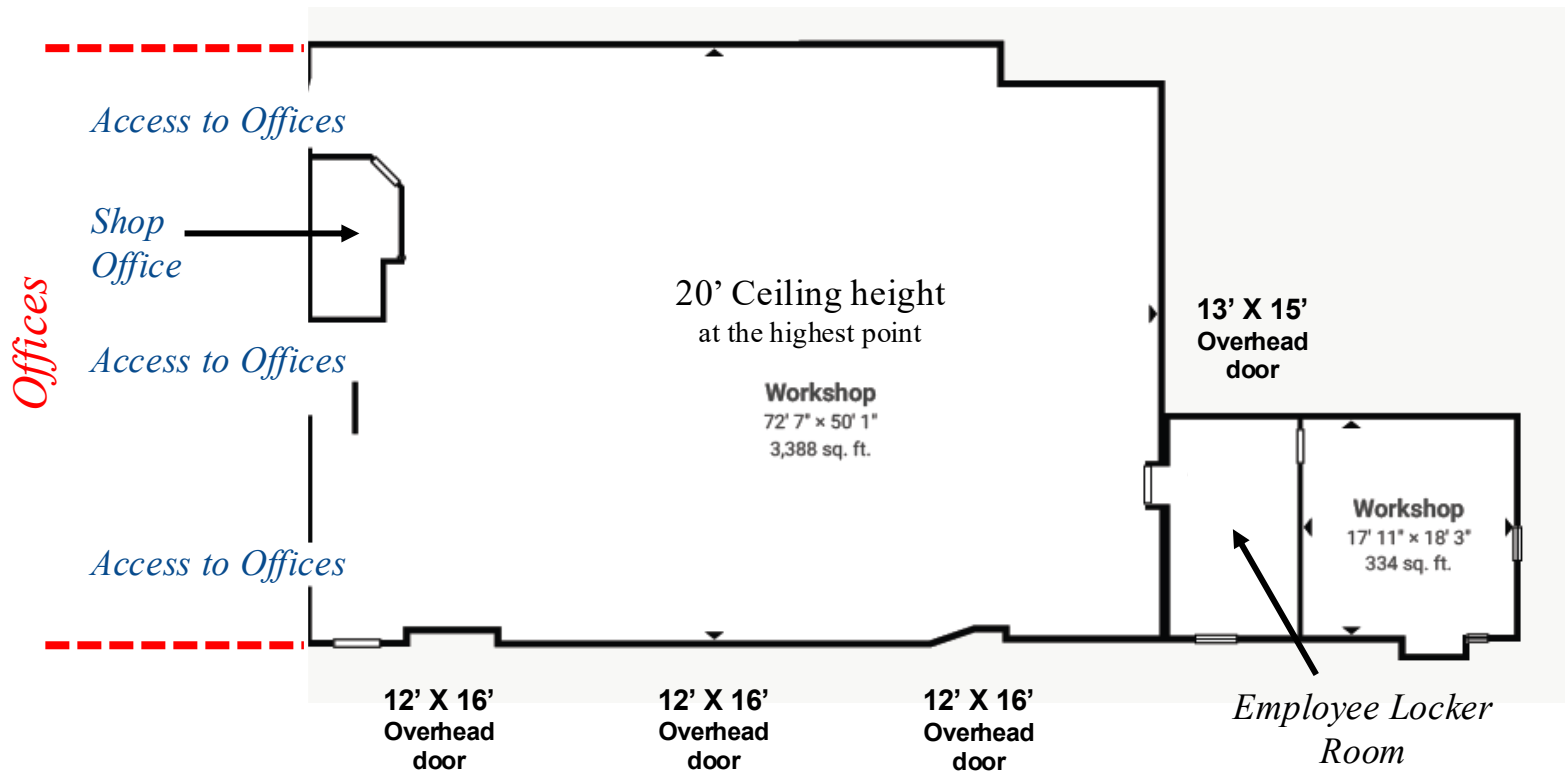 Offices
Access to Offices
Shop
Office
Access to Offices
Access to Offices
20’ Ceiling height
at the highest point
Workshop
72' 7" × 50' 1"
3,388 sq. ft.
13’ X 15’
Overhead
door
Workshop
17' 11" × 18' 3"
334 sq. ft.
12’ X 16’
Overhead
door
12’ X 16’
Overhead
door
12’ X 16’
Overhead
door
Employee Locker
Room